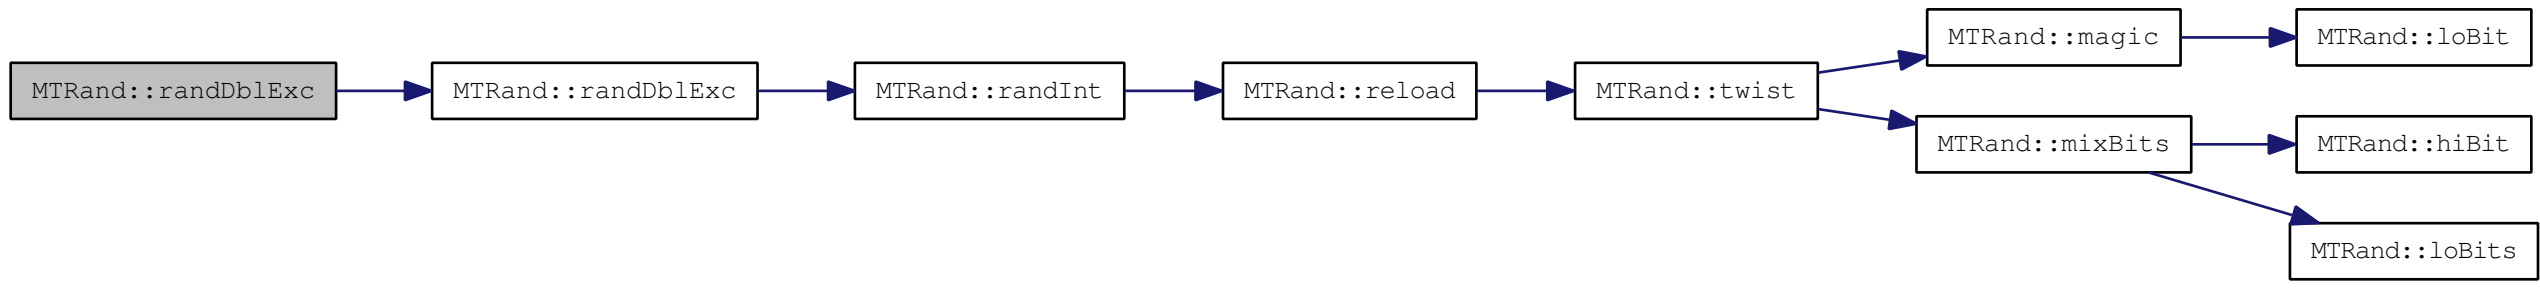 MTRand::randDblExc
MTRand::randDblExc
MTRand::randInt
MTRand::reload
MTRand::twist
MTRand::magic
MTRand::loBit
MTRand::mixBits
MTRand::hiBit
MTRand::loBits